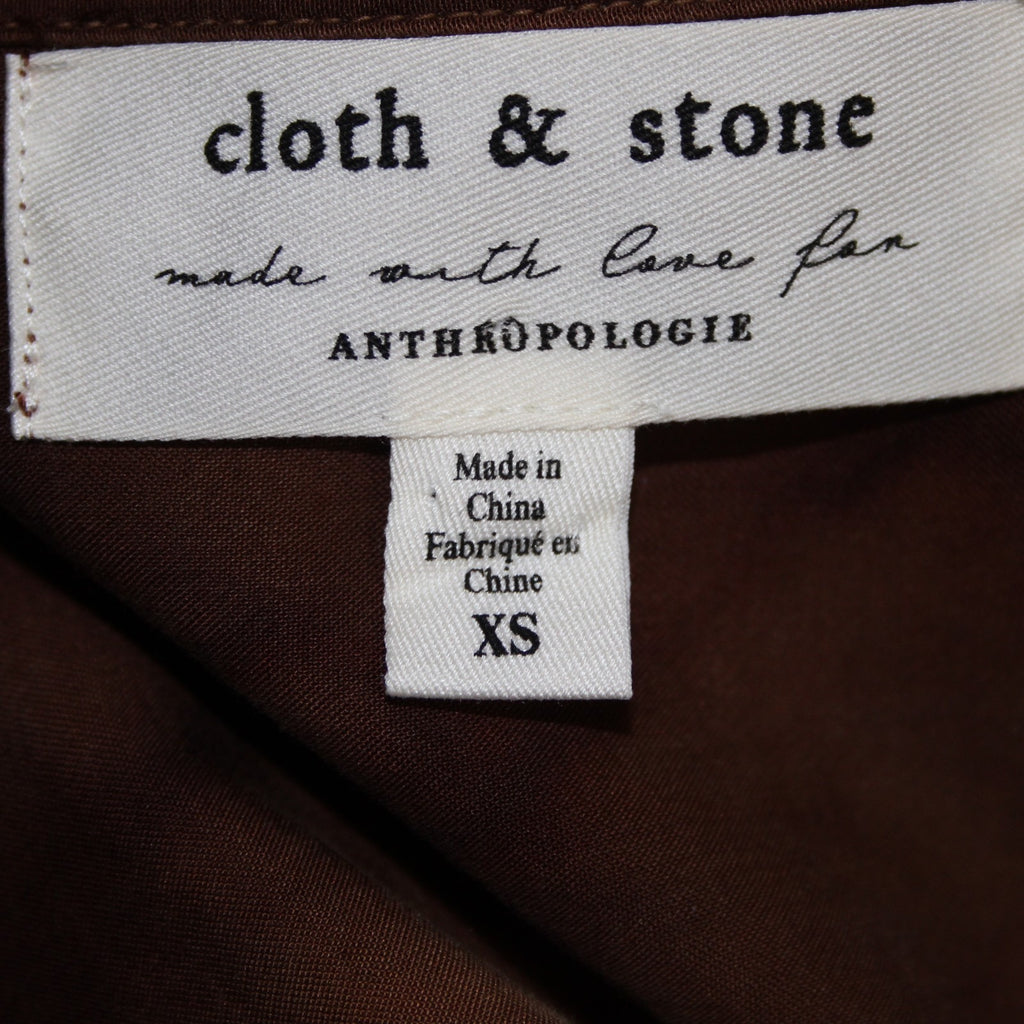 cloth & stone
made with love for
ANTHROPOLOGIE
Made in
China
Fabriqué en
Chine
XS